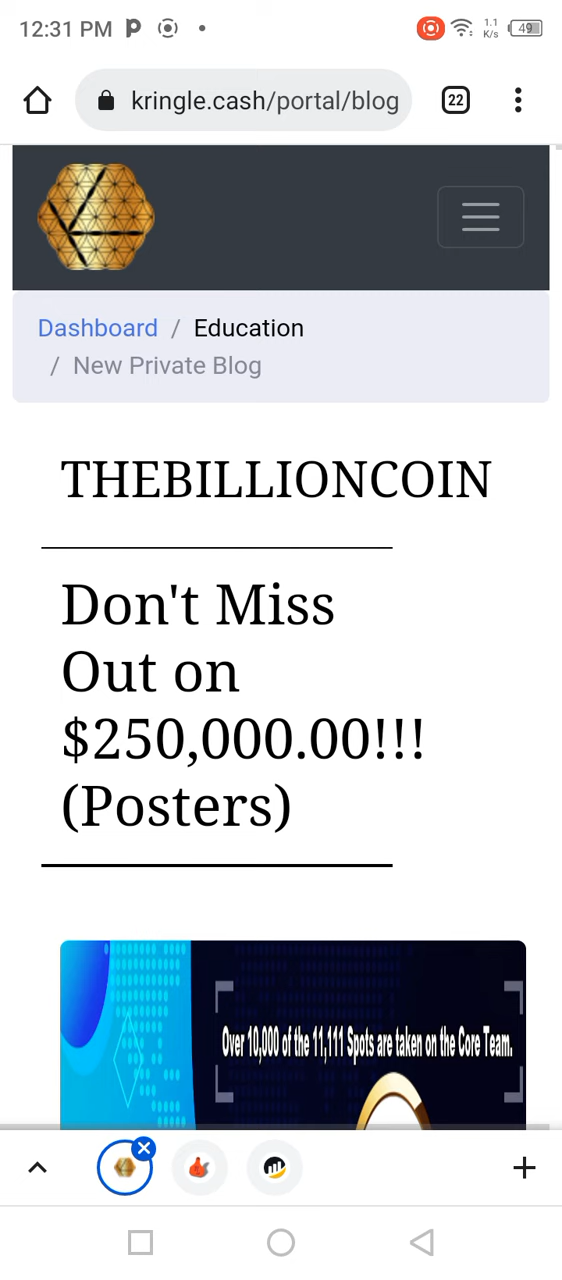 12:31 PM
1.1
K/s
49
kringle.cash/portal/blog
22
Dashboard / Education
/ New Private Blog
THEBILLIONCOIN
Don't Miss
Out on
$250,000.00!!!
(Posters)
Over 10,000 of the 11,111 Spots are taken on the Core Team.